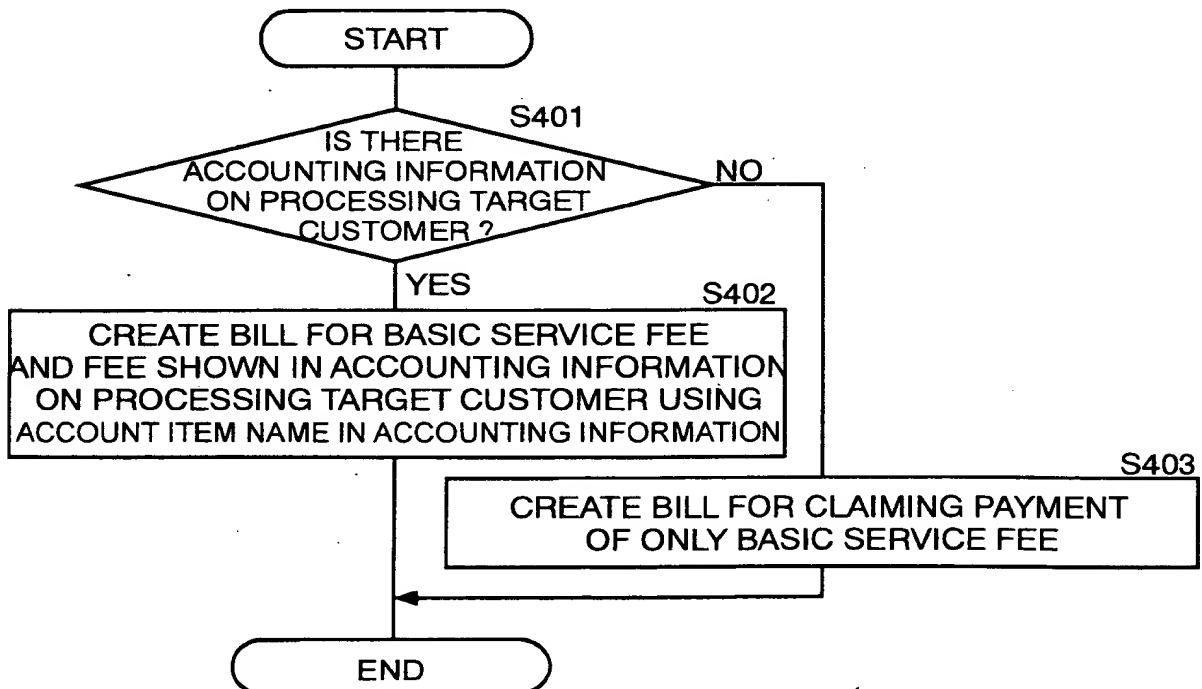 START
S401
IS THERE
ACCOUNTING INFORMATION
ON PROCESSING TARGET
CUSTOMER ?
NO
YES
S402
CREATE BILL FOR BASIC SERVICE FEE
AND FEE SHOWN IN ACCOUNTING INFORMATION
ON PROCESSING TARGET CUSTOMER USING
ACCOUNT ITEM NAME IN ACCOUNTING INFORMATION
S403
CREATE BILL FOR CLAIMING PAYMENT
OF ONLY BASIC SERVICE FEE
END